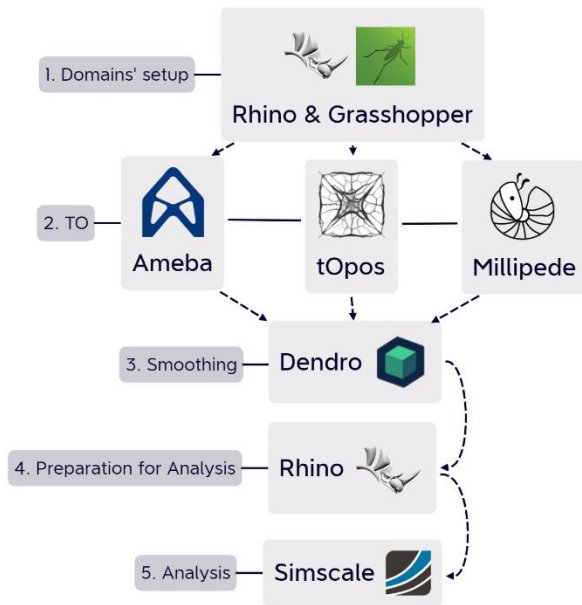 1. Domains' setup
Rhino & Grasshopper
2. TO
Ameba
tOpos
Millipede
3. Smoothing
Dendro
4. Preparation for Analysis
Rhino
5. Analysis
Simscale